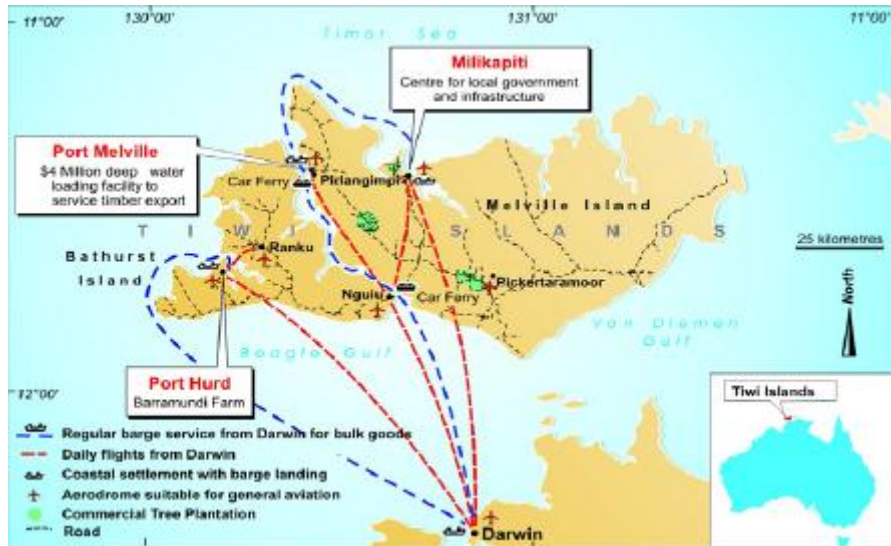 11°00'
130°00'
131°00'
11°00'
Timor Sea
Milikapiti
Centre for local government
and infrastructure
Port Melville
$4 Million deep water
loading facility to
service timber export
Car Ferry
Pirlangimpi
Melville Island
TIWI ISLANDS
25 kilometres
Bathurst
Island
Ranku
Nguiu
Car Ferry
Pickertaramoor
North
Van Diemen
Gulf
Beagle Gulf
Port Hurd
Barramundi Farm
12°00'
Tiwi Islands
Regular barge service from Darwin for bulk goods
Daily flights from Darwin
Coastal settlement with barge landing
Aerodrome suitable for general aviation
Commercial Tree Plantation
Road
Darwin